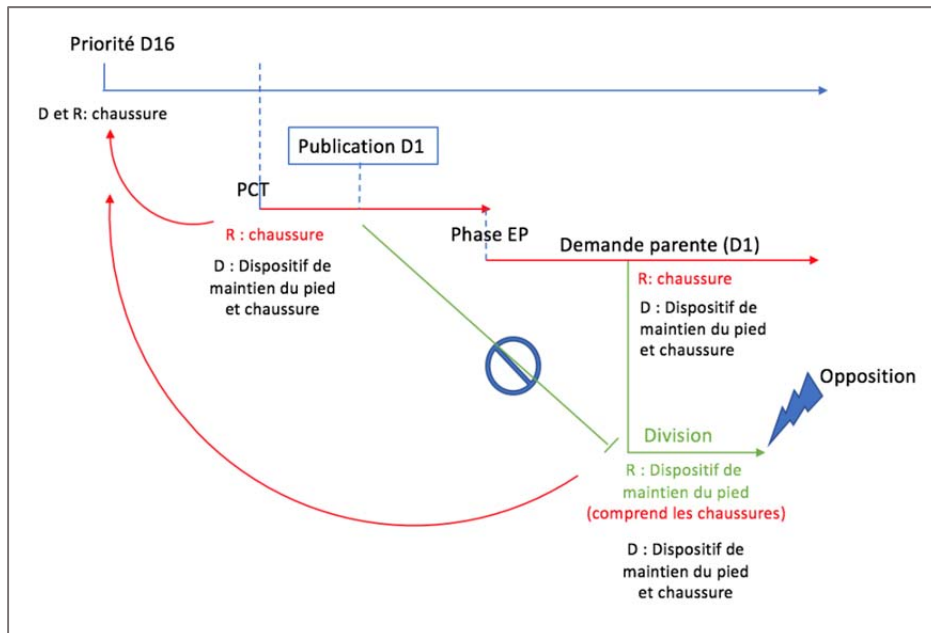 Priorité D16
D et R: chaussure
Publication D1
PCT
R : chaussure
D : Dispositif de
maintien du pied
et chaussure
Phase EP
Demande parente (D1)
R: chaussure
D : Dispositif de
maintien du pied
et chaussure
Opposition
Division
R : Dispositif de
maintien du pied
(comprend les chaussures)
D : Dispositif de
maintien du pied
et chaussure